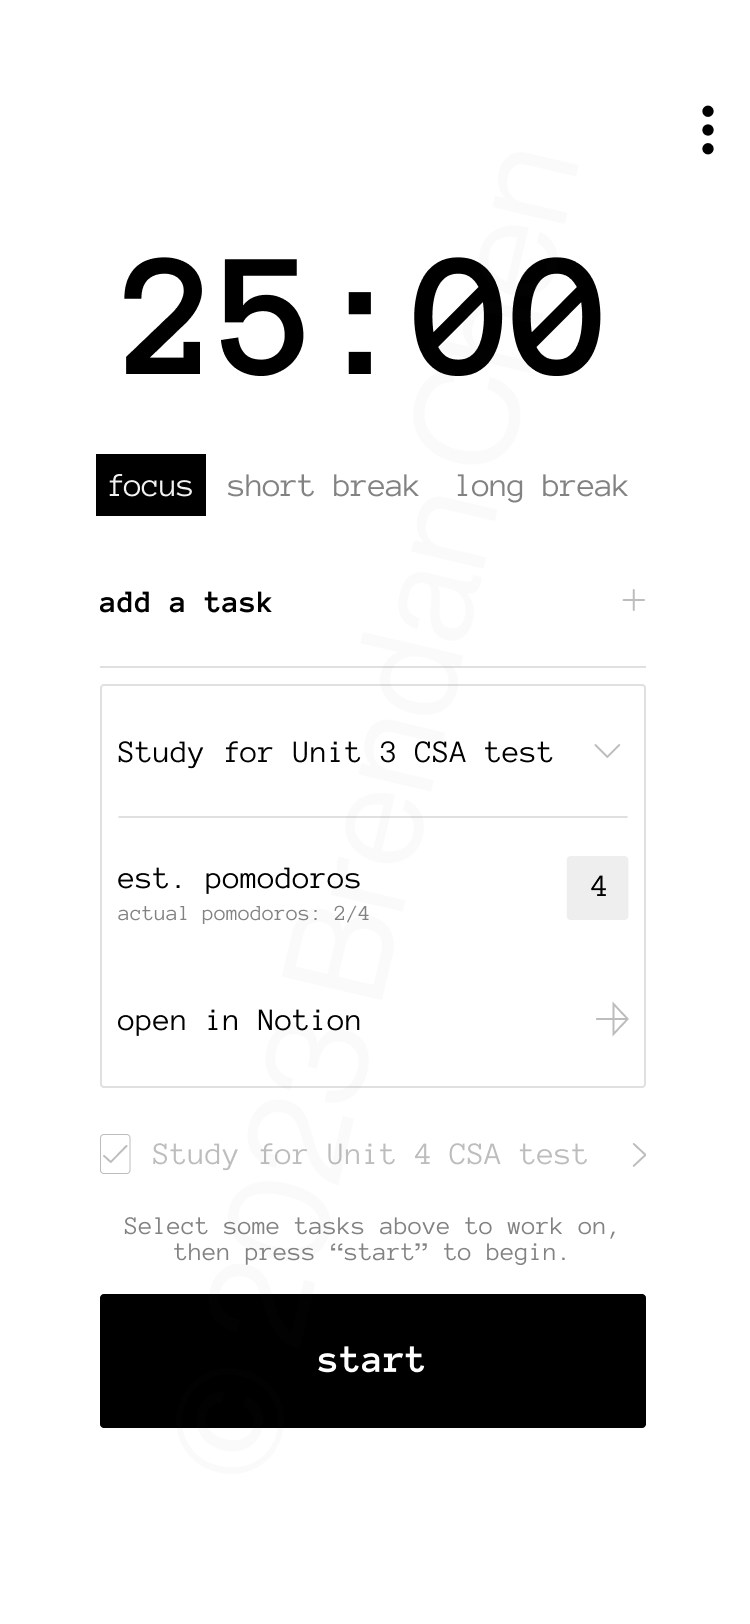 25:00
focus short break long break
add a task
Study for Unit 3 CSA test
est. pomodoros 4
actual pomodoros: 2/4
open in Notion
Study for Unit 4 CSA test
Select some tasks above to work on,
then press “start” to begin.
start
© 2023 Brendan Chen